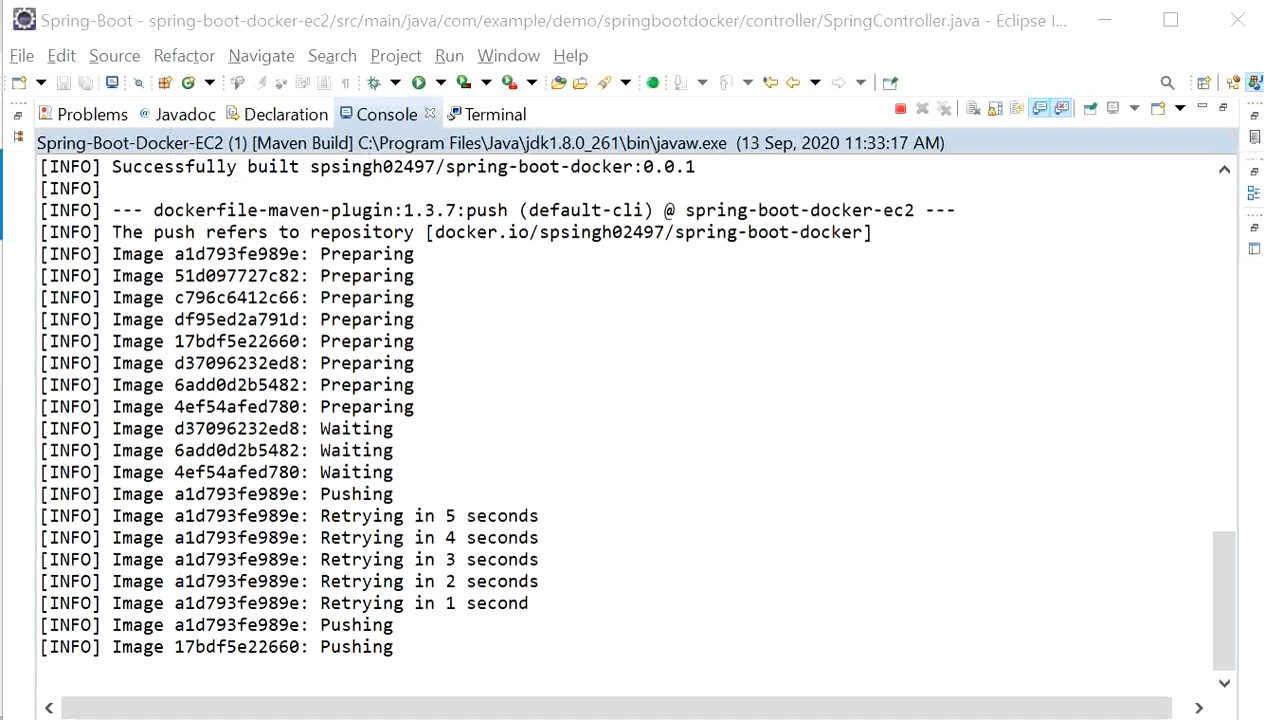 Spring-Boot - spring-boot-docker-ec2/src/main/java/com/example/demo/springbootdocker/controller/SpringController.java - Eclipse I...
File Edit Source Refactor Navigate Search Project Run Window Help
Problems Javadoc Declaration Console Terminal
Spring-Boot-Docker-EC2 (1) [Maven Build] C:\Program Files\Java\jdk1.8.0_261\bin\javaw.exe (13 Sep, 2020 11:33:17 AM)
[INFO] Successfully built spsingh02497/spring-boot-docker:0.0.1
[INFO]
[INFO] --- dockerfile-maven-plugin:1.3.7:push (default-cli) @ spring-boot-docker-ec2 ---
[INFO] The push refers to repository [docker.io/spsingh02497/spring-boot-docker]
[INFO] Image a1d793fe989e: Preparing
[INFO] Image 51d097727c82: Preparing
[INFO] Image c796c6412c66: Preparing
[INFO] Image df95ed2a791d: Preparing
[INFO] Image 17bdf5e22660: Preparing
[INFO] Image d37096232ed8: Preparing
[INFO] Image 6add0d2b5482: Preparing
[INFO] Image 4ef54afed780: Preparing
[INFO] Image d37096232ed8: Waiting
[INFO] Image 6add0d2b5482: Waiting
[INFO] Image 4ef54afed780: Waiting
[INFO] Image a1d793fe989e: Pushing
[INFO] Image a1d793fe989e: Retrying in 5 seconds
[INFO] Image a1d793fe989e: Retrying in 4 seconds
[INFO] Image a1d793fe989e: Retrying in 3 seconds
[INFO] Image a1d793fe989e: Retrying in 2 seconds
[INFO] Image a1d793fe989e: Retrying in 1 second
[INFO] Image a1d793fe989e: Pushing
[INFO] Image 17bdf5e22660: Pushing